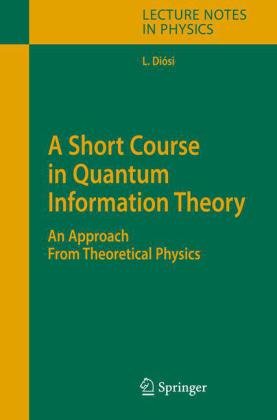 LECTURE NOTES
IN PHYSICS
L. Diósi
A Short Course
in Quantum
Information Theory
An Approach
From Theoretical Physics
Springer